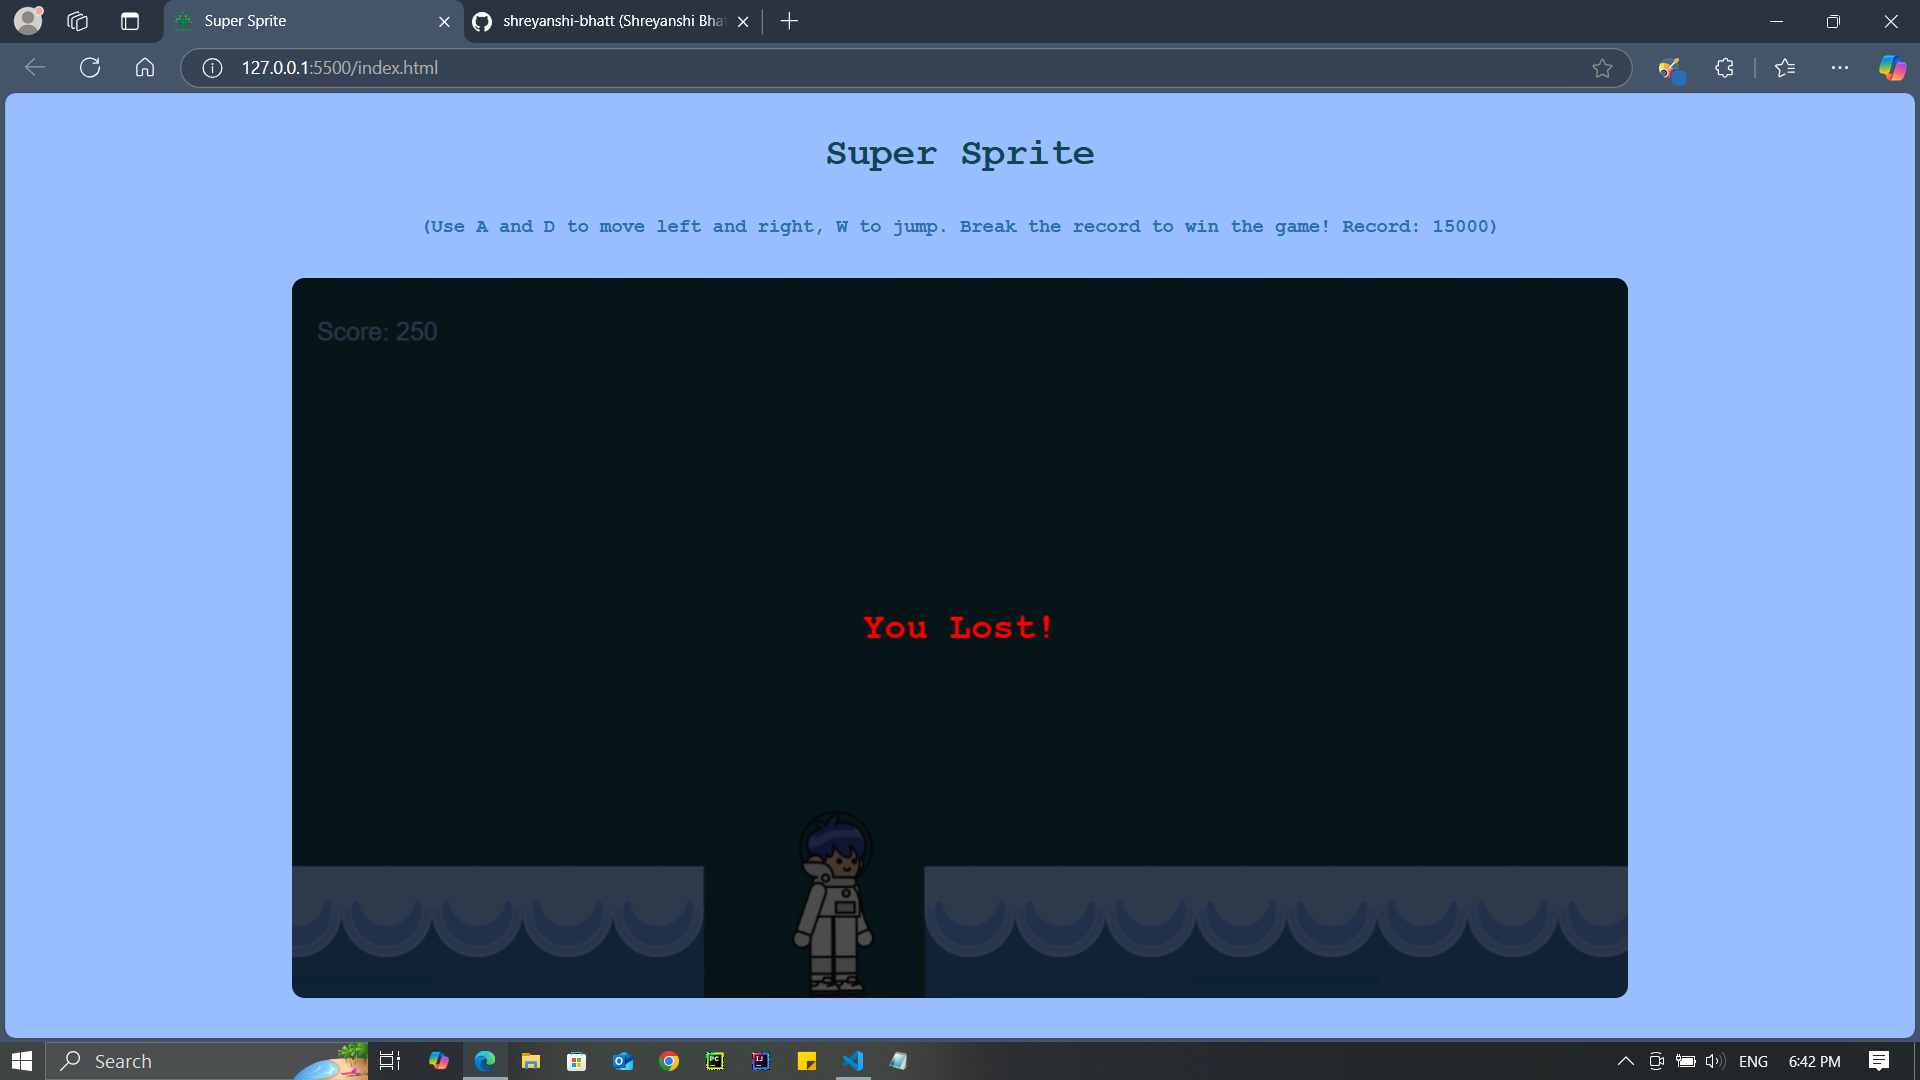 Super Sprite
shreyanshi-bhatt (Shreyanshi Bha
127.0.0.1:5500/index.html
Super Sprite
(Use A and D to move left and right, W to jump. Break the record to win the game! Record: 15000)
Score: 250
You Lost!
Search
PC
IJ
ENG
6:42 PM